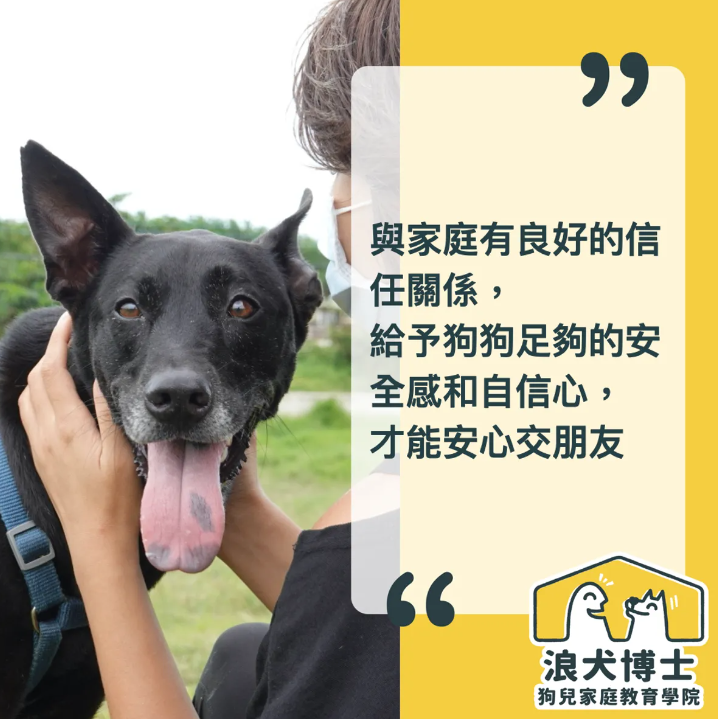 ”
與家庭有良好的信
任關係，
給予狗狗足夠的安
全感和自信心，
才能安心交朋友
“
浪犬博士
狗兒家庭教育學院